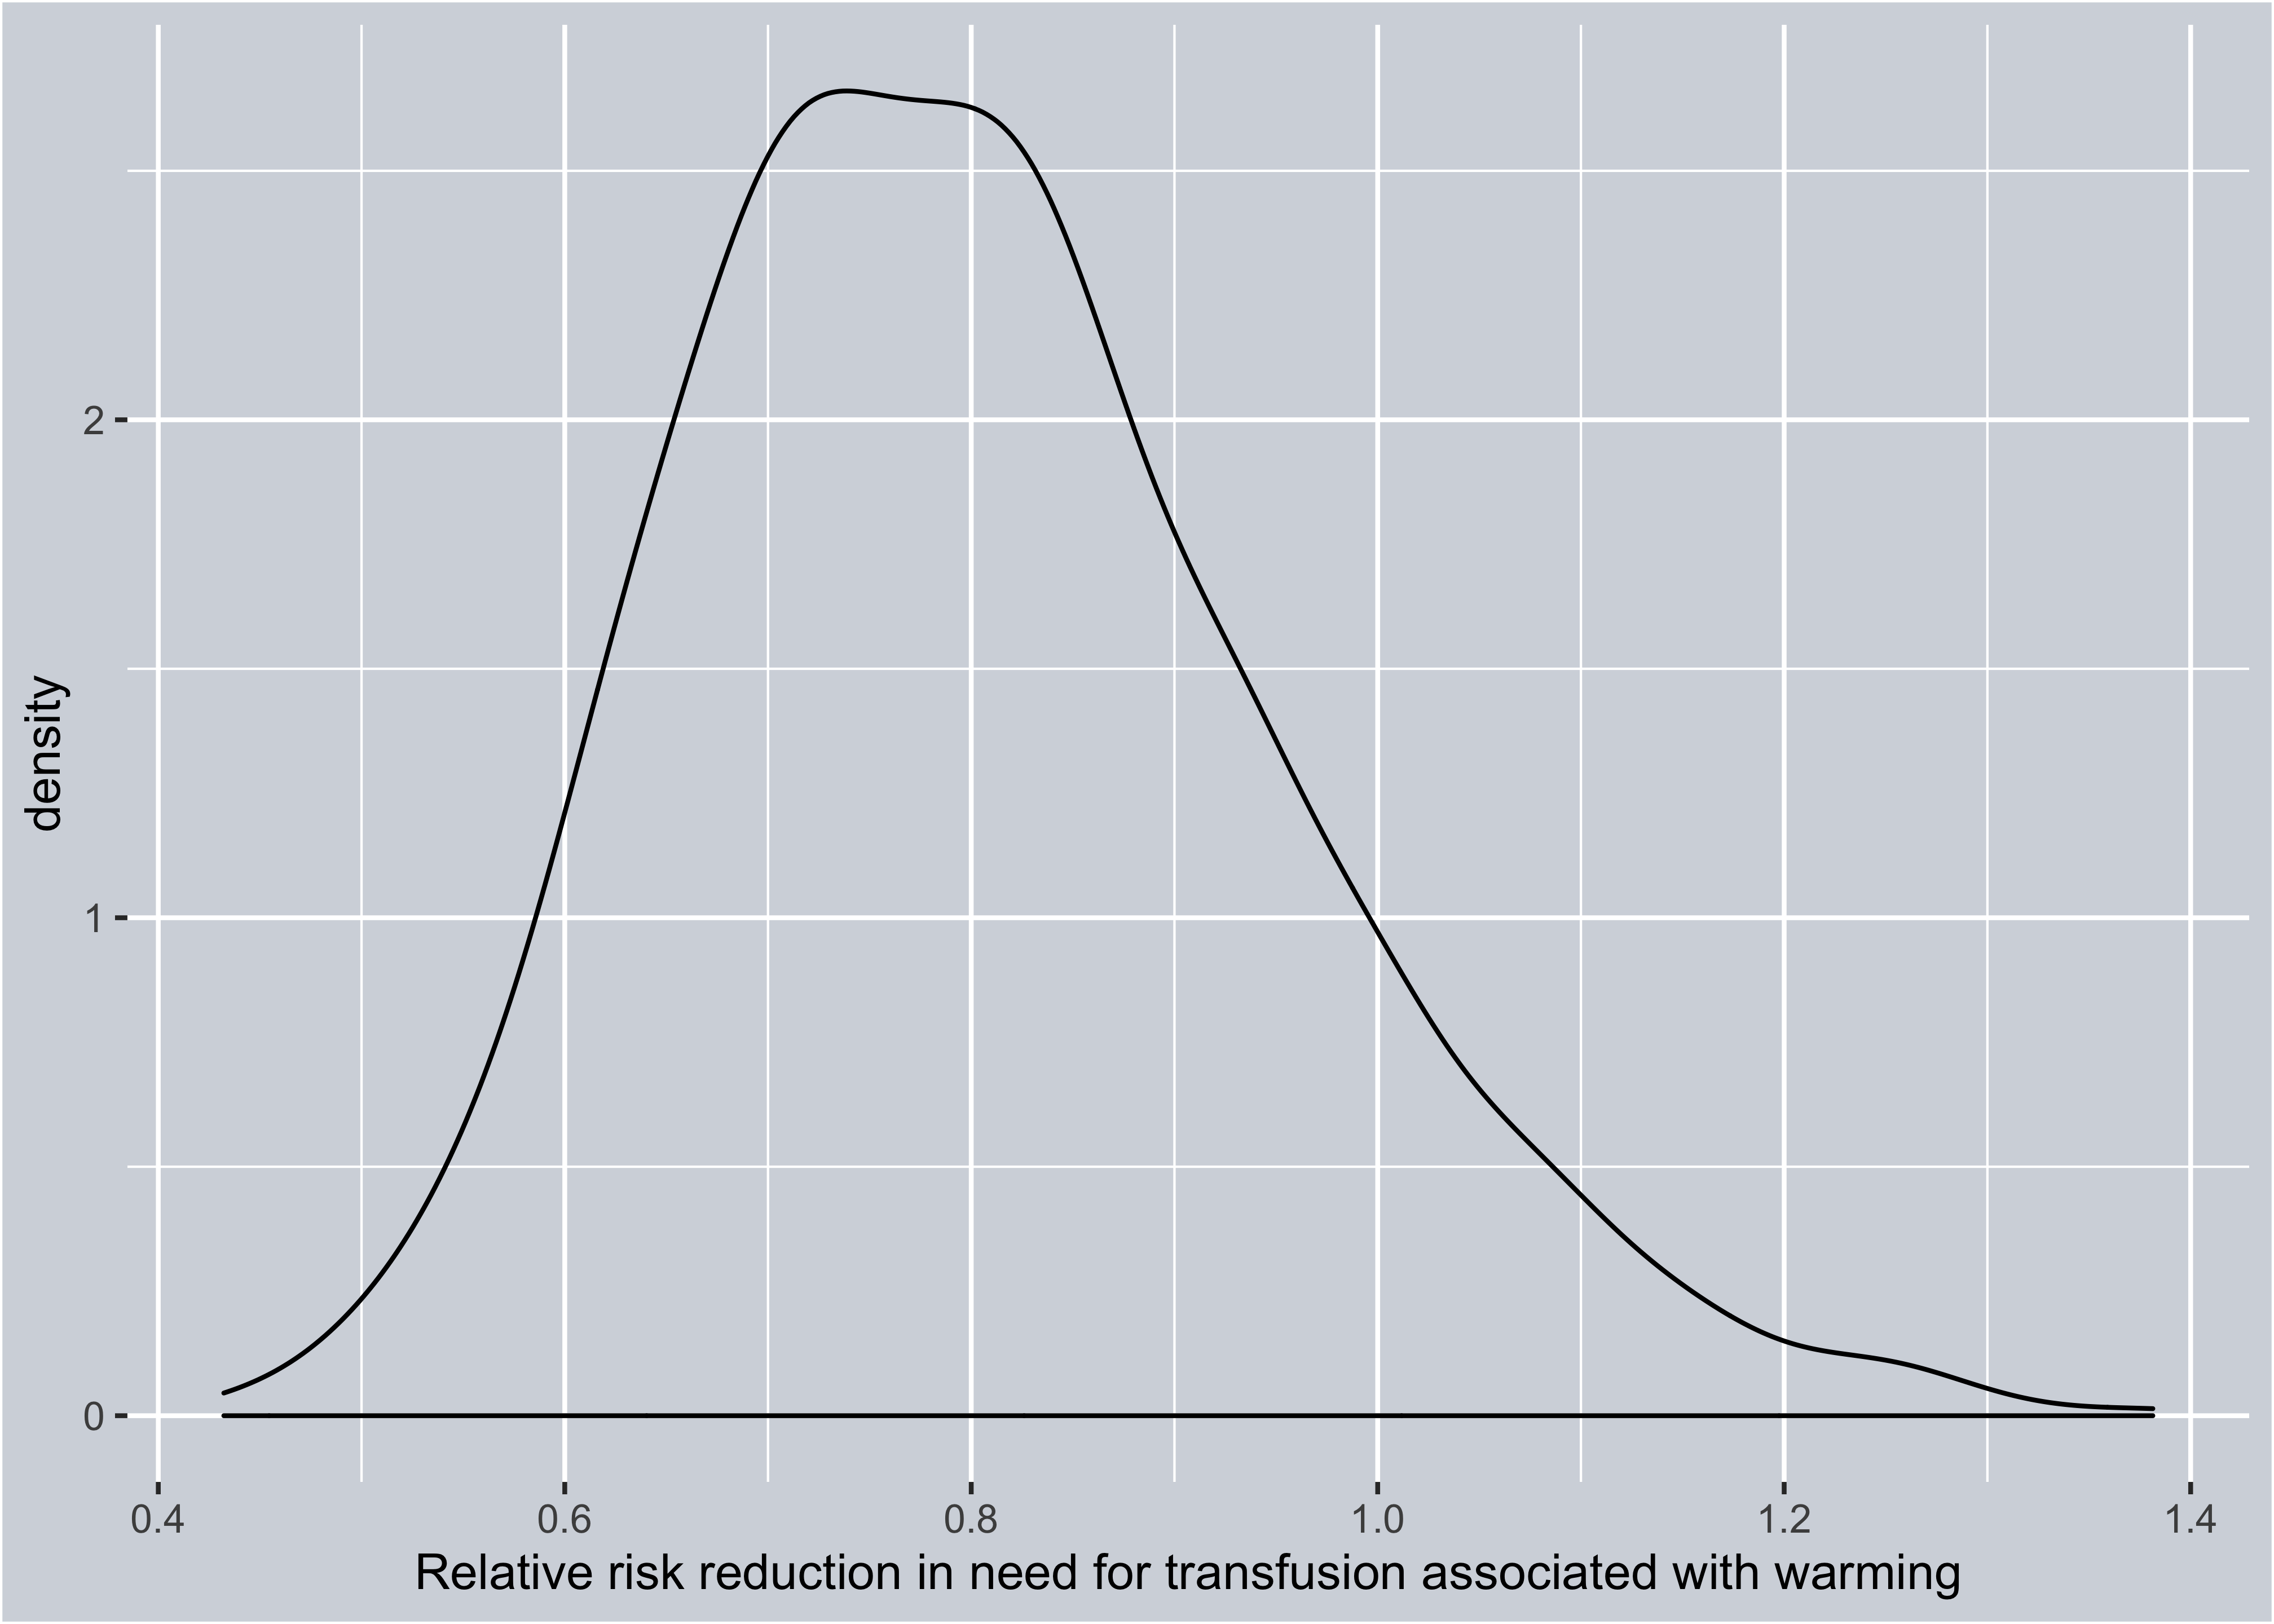 density
2
1
0
0.4 0.6 0.8 1.0 1.2 1.4
Relative risk reduction in need for transfusion associated with warming